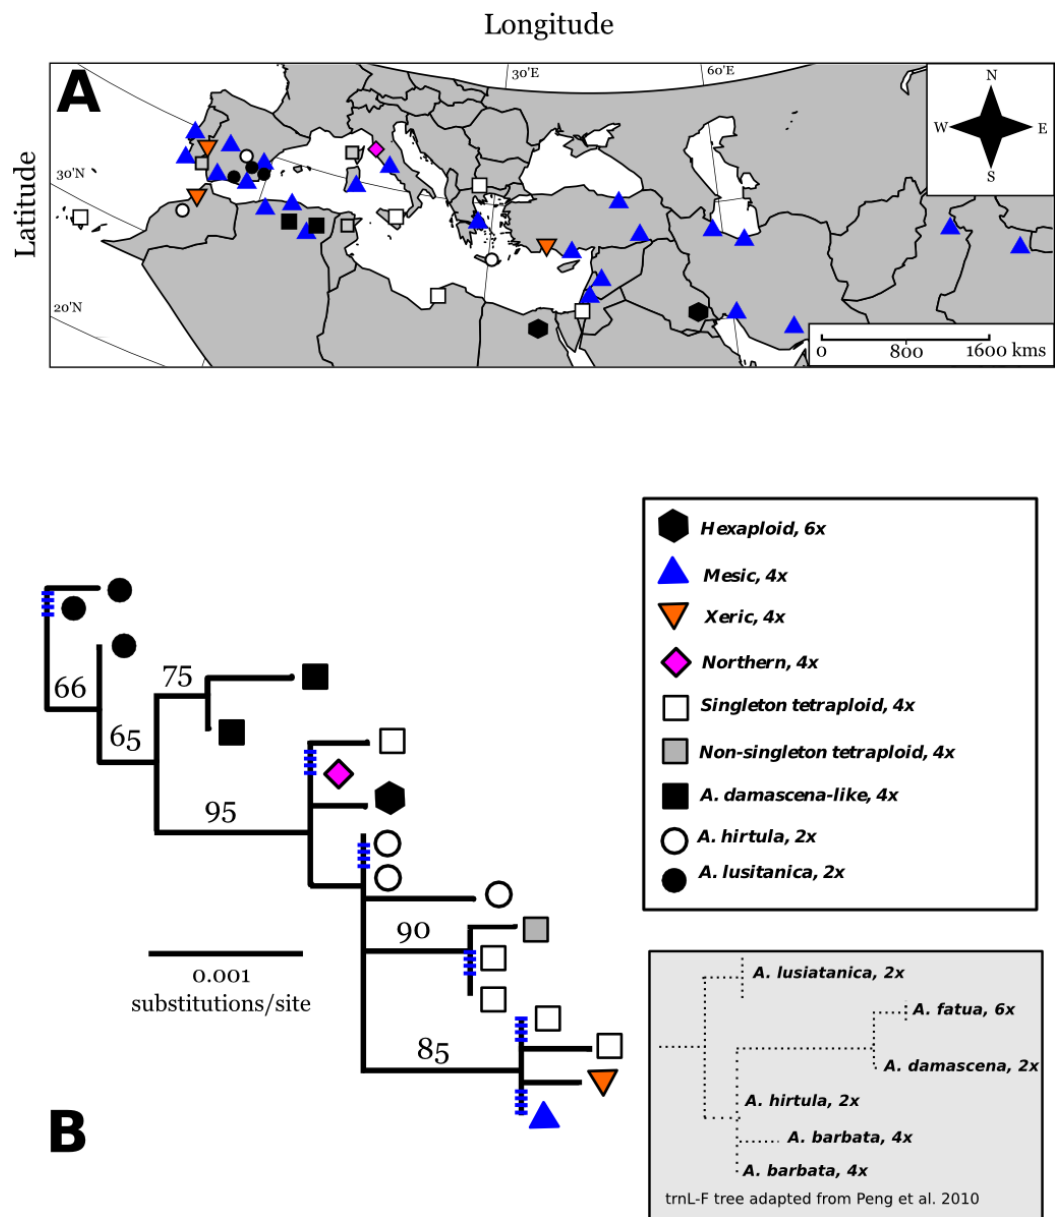 Longitude
A
30'E
60'E
N
W
E
S
30'N
Latitude
20'N
0
800
1600 kms
Hexaploid, 6x
Mesic, 4x
Xeric, 4x
Northern, 4x
Singleton tetraploid, 4x
Non-singleton tetraploid, 4x
A. damascena-like, 4x
A. hirtula, 2x
A. lusitanica, 2x
66
75
65
95
90
85
0.001
substitutions/site
B
A. lusiatanica, 2x
A. fatua, 6x
A. damascena, 2x
A. hirtula, 2x
A. barbata, 4x
A. barbata, 4x
trnL-F tree adapted from Peng et al. 2010